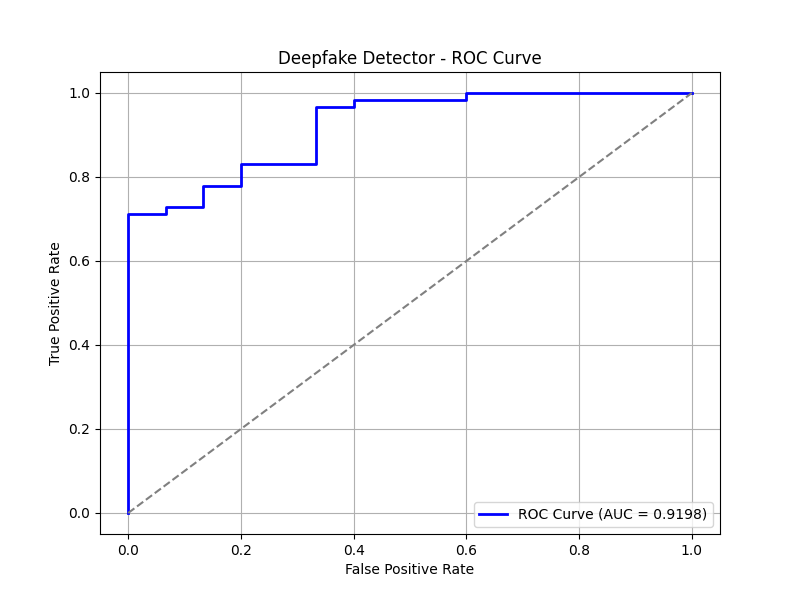 Deepfake Detector - ROC Curve
True Positive Rate
1.0
0.8
0.6
0.4
0.2
0.0
ROC Curve (AUC = 0.9198)
0.0 0.2 0.4 0.6 0.8 1.0
False Positive Rate